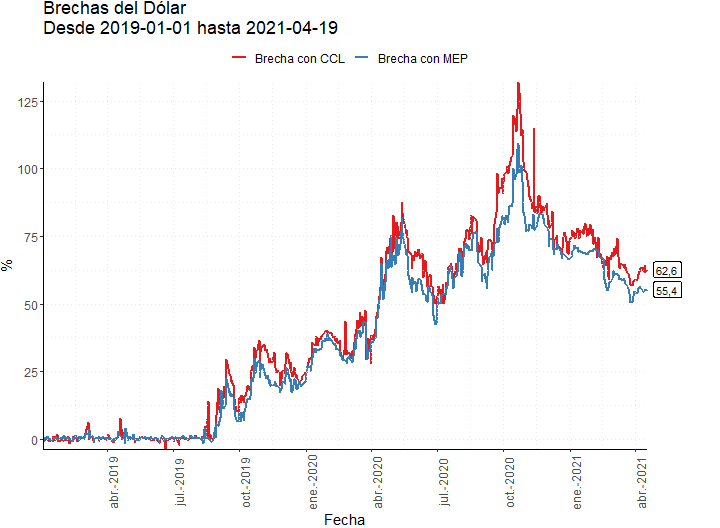 Brechas del Dólar
Desde 2019-01-01 hasta 2021-04-19
Brecha con CCL
Brecha con MEP
%
125
100
75
50
25
0
62,6
55,4
abr.-2019
jul.-2019
oct.-2019
ene.-2020
abr.-2020
jul.-2020
oct.-2020
ene.-2021
abr.-2021
Fecha